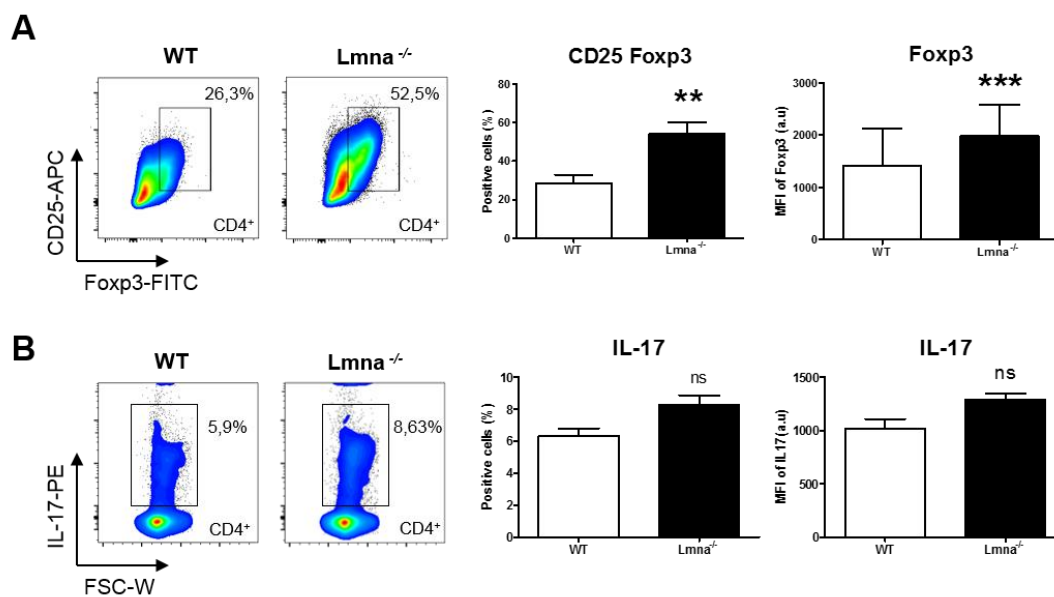 A
WT
Lmna -/-
CD25 Foxp3
Foxp3
26,3%
52,5%
CD4+
CD4+
CD25-APC
Foxp3-FITC
Positive cells (%)
80
60
40
20
0
**
WT
Lmna-/-
MFI of Foxp3 (a.u)
3000
2000
1000
0
***
WT
Lmna-/-
B
WT
Lmna -/-
IL-17
IL-17
5,9%
8,63%
CD4+
CD4+
IL-17-PE
FSC-W
Positive cells (%)
10
8
6
4
2
0
ns
WT
Lmna-/-
MFI of IL17(a.u)
1500
1000
500
0
ns
WT
Lmna-/-